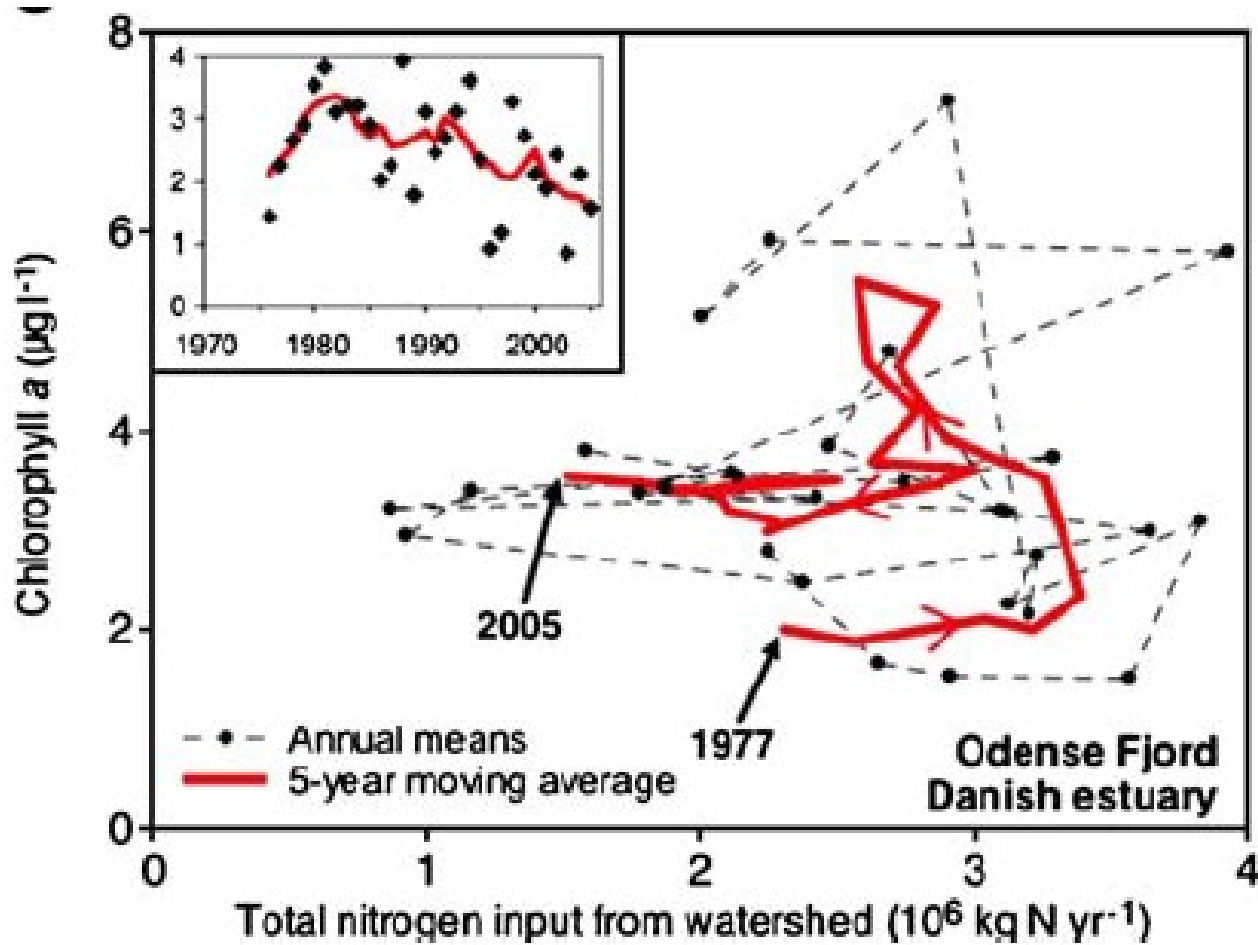 8
6
4
2
0
Chlorophyll a (µg l-1)
4
3
2
1
0
1970 1980 1990 2000
2005
1977
Annual means
5-year moving average
Odense Fjord
Danish estuary
0 1 2 3 4
Total nitrogen input from watershed (10⁶ kg N yr⁻¹)